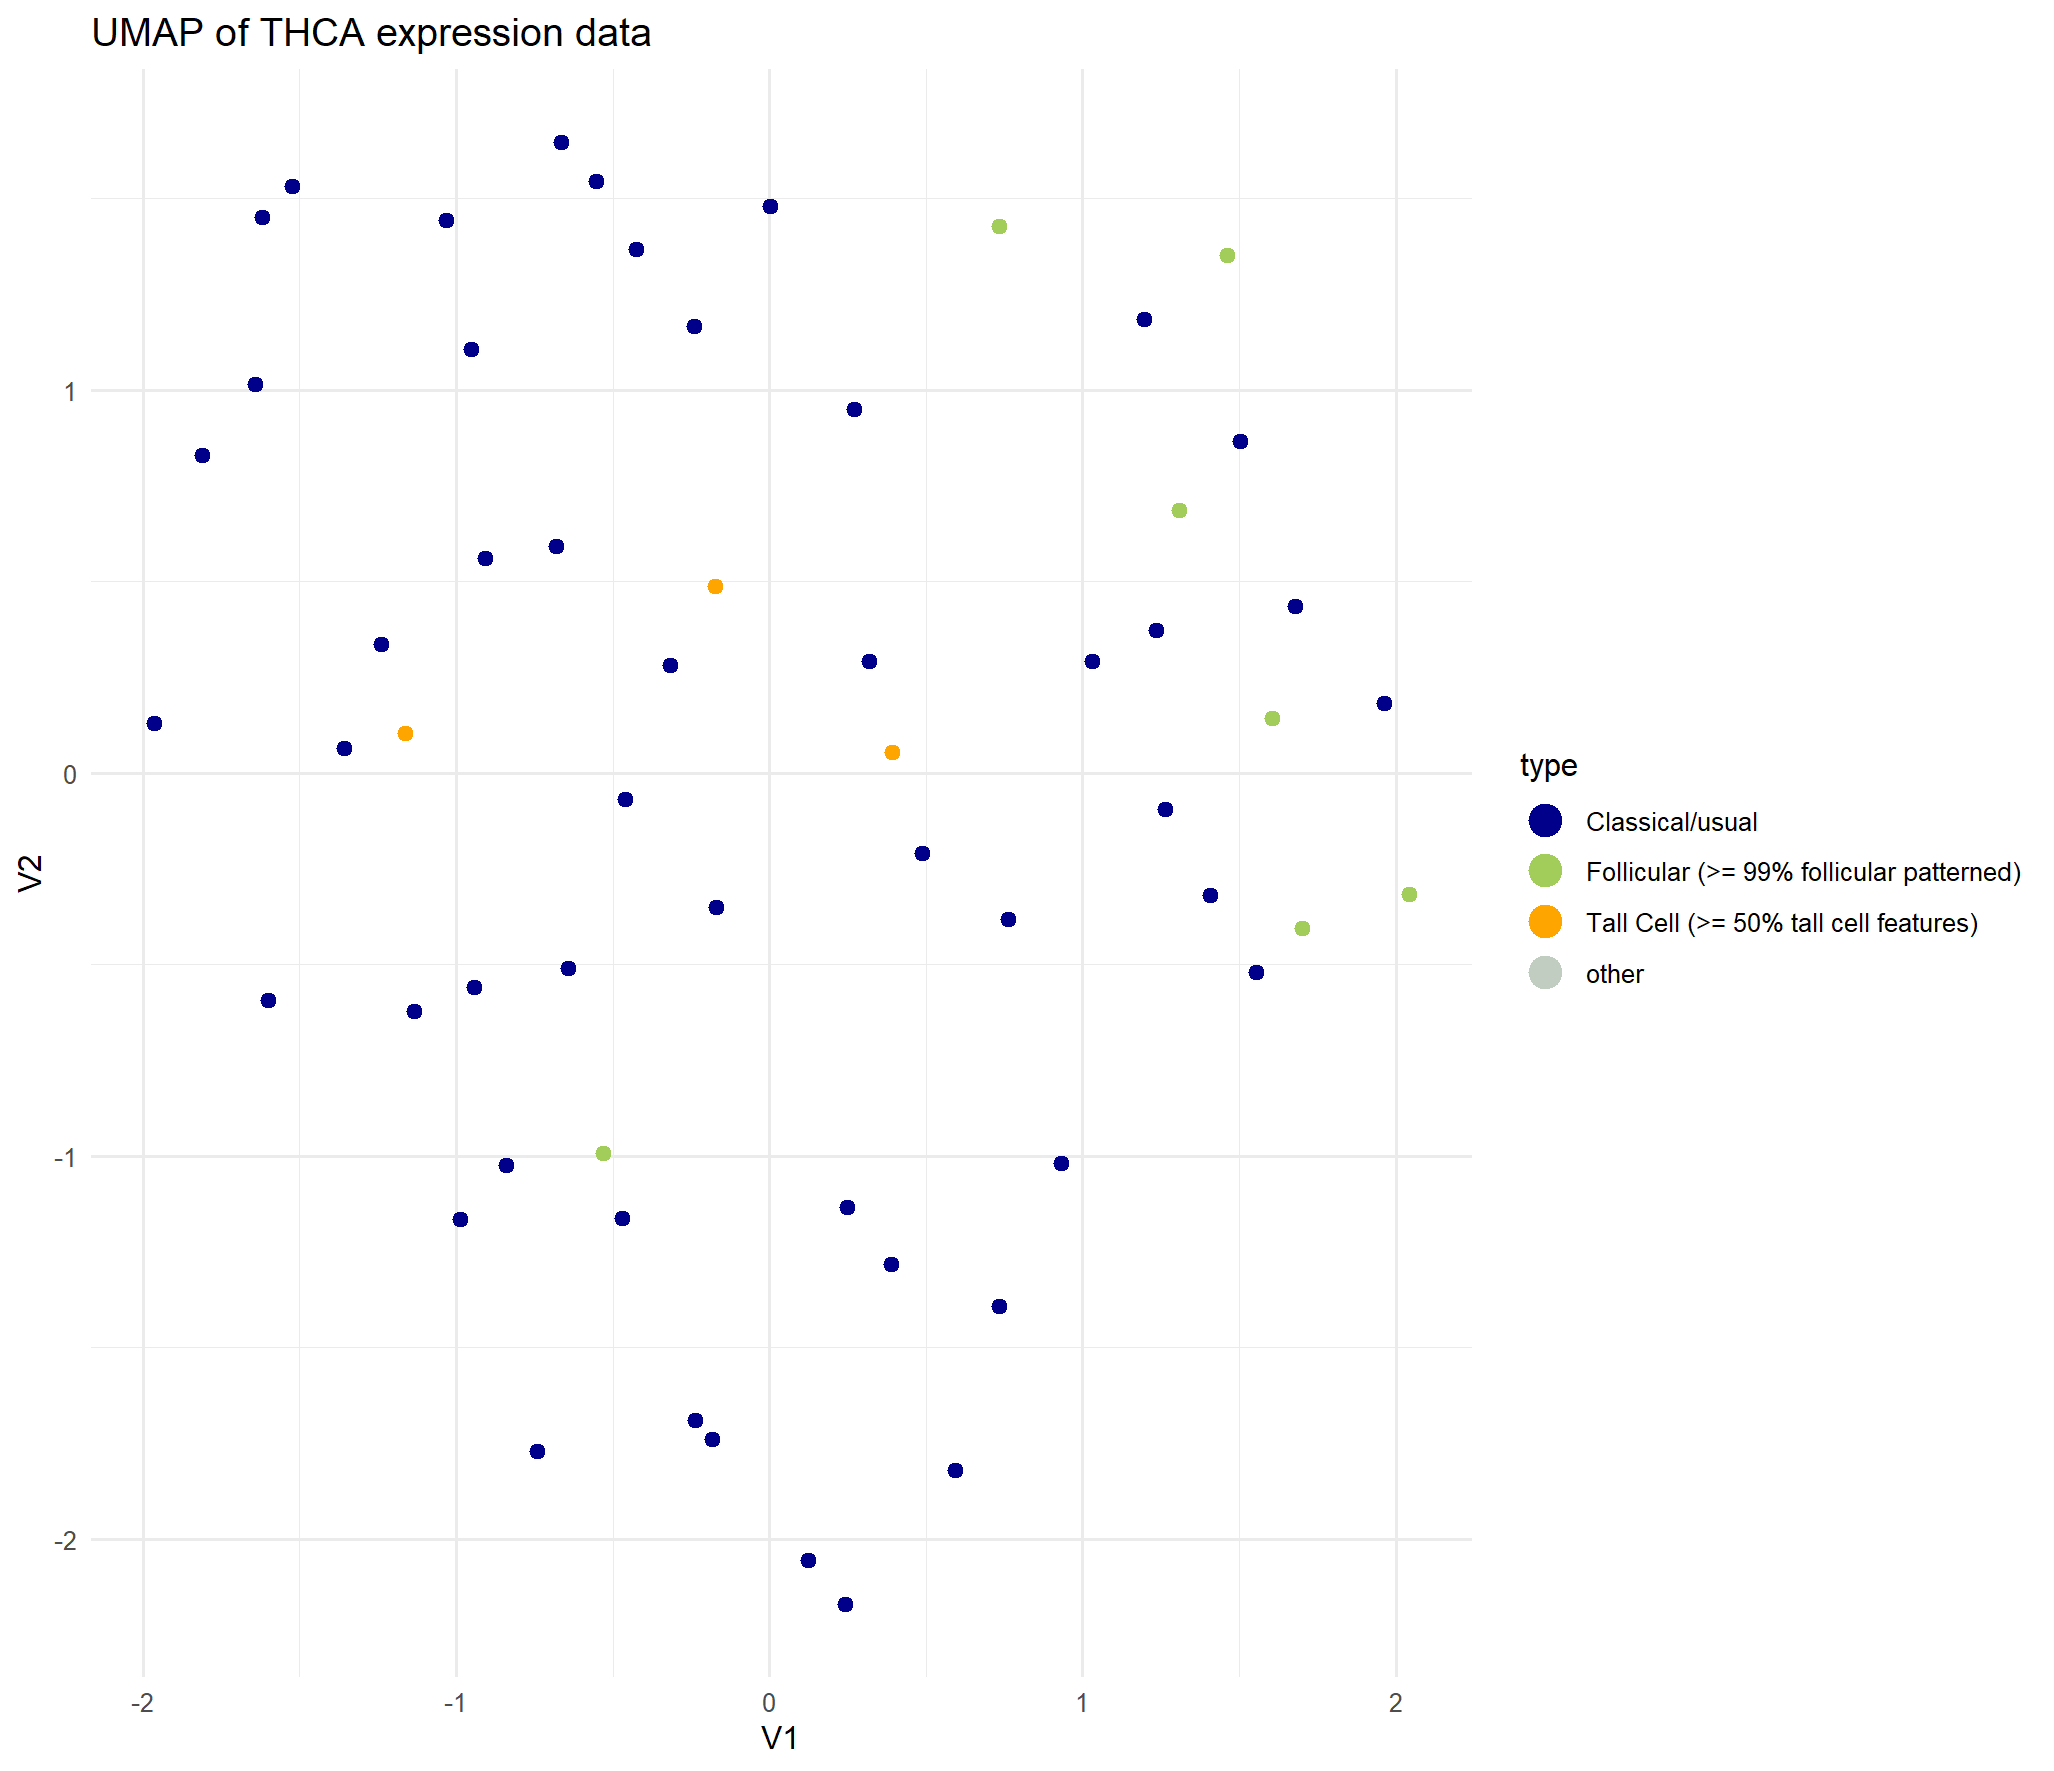 UMAP of THCA expression data
1
0
-1
-2
V2
-2
-1
0
1
2
V1
type
Classical/usual
Follicular (>= 99% follicular patterned)
Tall Cell (>= 50% tall cell features)
other